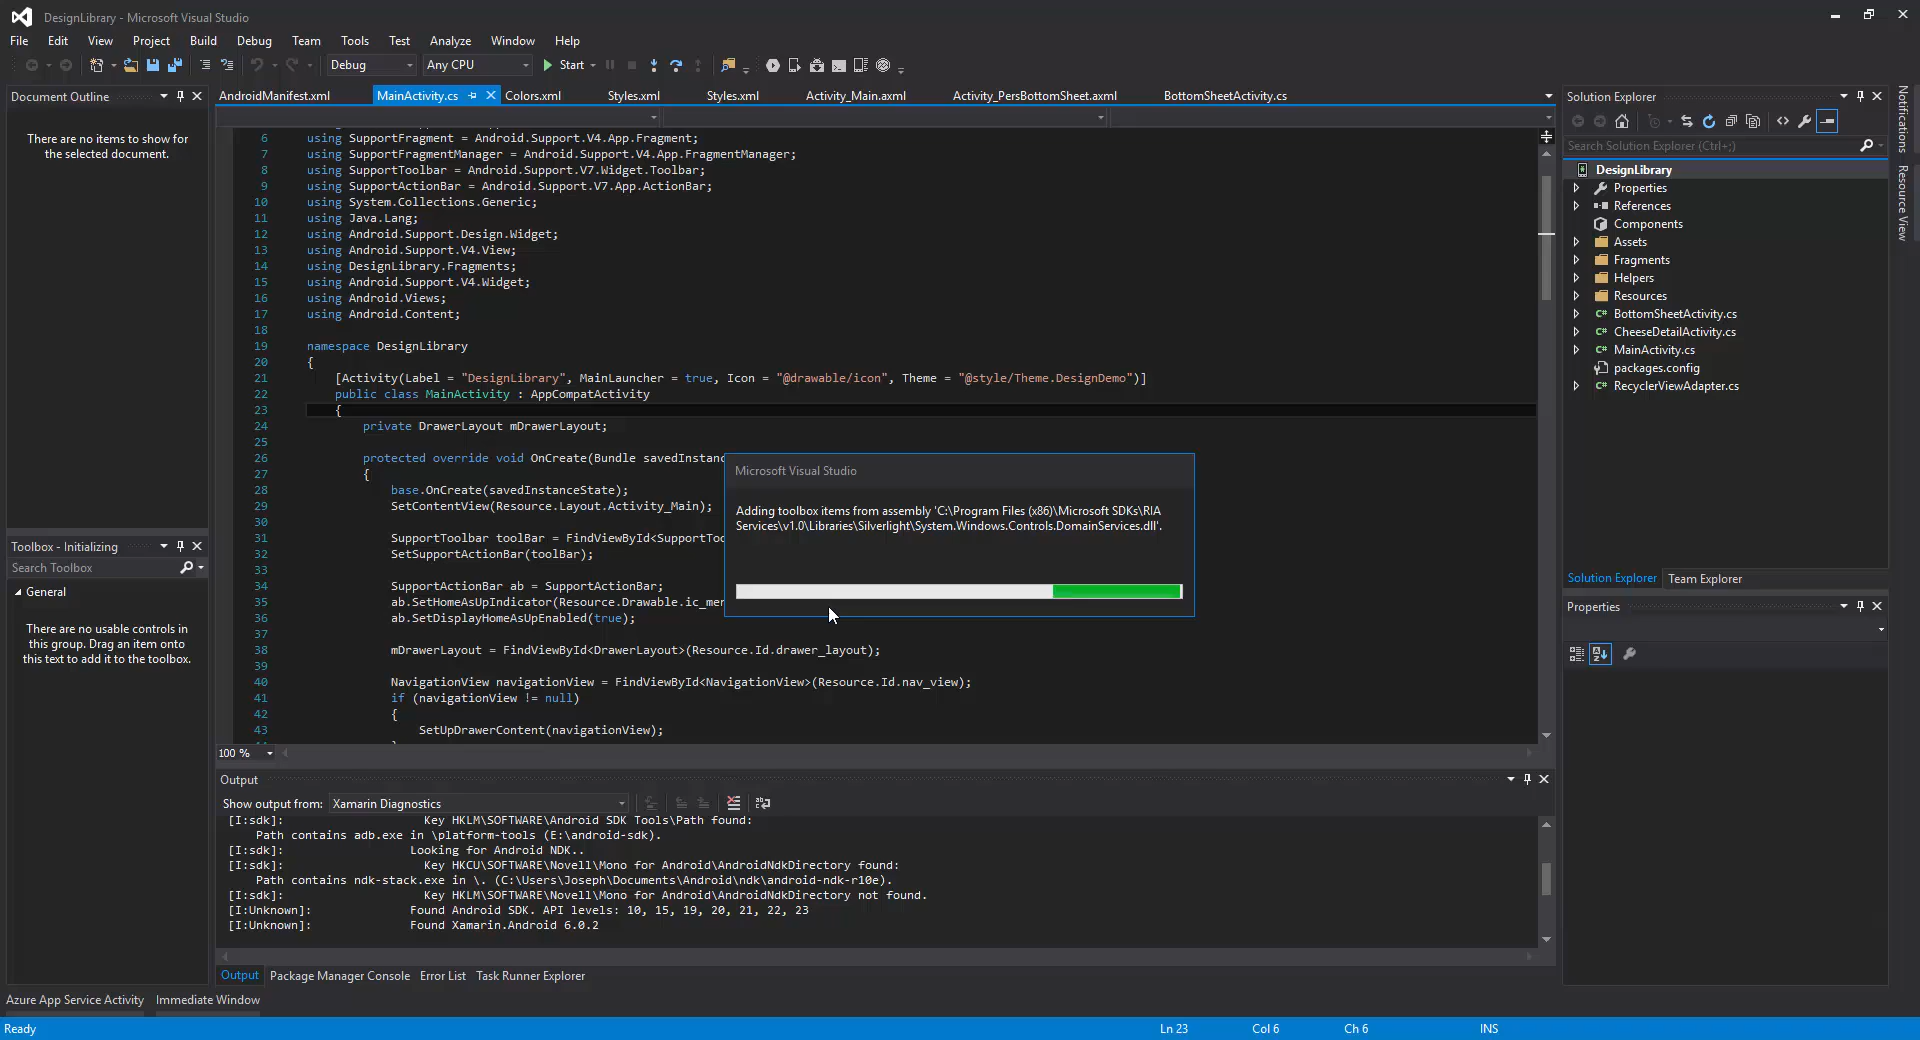 DesignLibrary - Microsoft Visual Studio
File Edit View Project Build Debug Team Tools Test Analyze Window Help
Debug Any CPU Start
Document Outline
There are no items to show for
the selected document.
Toolbox - Initializing
Search Toolbox
General
There are no usable controls in
this group. Drag an item onto
this text to add it to the toolbox.
AndroidManifest.xml MainActivity.cs Colors.xml Styles.xml Styles.xml Activity_Main.axml Activity_PersBottomSheet.axml BottomSheetActivity.cs
6 using SupportFragment = Android.Support.V4.App.Fragment;
7 using SupportFragmentManager = Android.Support.V4.App.FragmentManager;
8 using SupportToolbar = Android.Support.V7.Widget.Toolbar;
9 using SupportActionBar = Android.Support.V7.App.ActionBar;
10 using System.Collections.Generic;
11 using Java.Lang;
12 using Android.Support.Design.Widget;
13 using Android.Support.V4.View;
14 using DesignLibrary.Fragments;
15 using Android.Support.V4.Widget;
16 using Android.Views;
17 using Android.Content;
18
19 namespace DesignLibrary
20 {
21 [Activity(Label = "DesignLibrary", MainLauncher = true, Icon = "@drawable/icon", Theme = "@style/Theme.DesignDemo")]
22 public class MainActivity : AppCompatActivity
23 {
24 private DrawerLayout mDrawerLayout;
25
26 protected override void OnCreate(Bundle savedInstanc
27 {
28 base.OnCreate(savedInstanceState);
29 SetContentView(Resource.Layout.Activity_Main);
30
31 SupportToolbar toolBar = FindViewById<SupportToo
32 SetSupportActionBar(toolBar);
33
34 SupportActionBar ab = SupportActionBar;
35 ab.SetHomeAsUpIndicator(Resource.Drawable.ic_men
36 ab.SetDisplayHomeAsUpEnabled(true);
37
38 mDrawerLayout = FindViewById<DrawerLayout>(Resource.Id.drawer_layout);
39
40 NavigationView navigationView = FindViewById<NavigationView>(Resource.Id.nav_view);
41 if (navigationView != null)
42 {
43 SetUpDrawerContent(navigationView);
100 %
Microsoft Visual Studio
Adding toolbox items from assembly 'C:\Program Files (x86)\Microsoft SDKs\RIA
Services\v1.0\Libraries\Silverlight\System.Windows.Controls.DomainServices.dll'.
Output
Show output from: Xamarin Diagnostics
[I:sdk]: Key HKLM\SOFTWARE\Android SDK Tools\Path found:
Path contains adb.exe in \platform-tools (E:\android-sdk).
[I:sdk]: Looking for Android NDK..
[I:sdk]: Key HKCU\SOFTWARE\Novell\Mono for Android\AndroidNdkDirectory found:
Path contains ndk-stack.exe in \. (C:\Users\Joseph\Documents\Android\ndk\android-ndk-r10e).
[I:sdk]: Key HKLM\SOFTWARE\Novell\Mono for Android\AndroidNdkDirectory not found.
[I:Unknown]: Found Android SDK. API levels: 10, 15, 19, 20, 21, 22, 23
[I:Unknown]: Found Xamarin.Android 6.0.2
Output Package Manager Console Error List Task Runner Explorer
Solution Explorer
Search Solution Explorer (Ctrl+;)
DesignLibrary
Properties
References
Components
Assets
Fragments
Helpers
Resources
BottomSheetActivity.cs
CheeseDetailActivity.cs
MainActivity.cs
packages.config
RecyclerViewAdapter.cs
Solution Explorer Team Explorer
Properties
Notifications
Resource View
Azure App Service Activity Immediate Window
Ready Ln 23 Col 6 Ch 6 INS